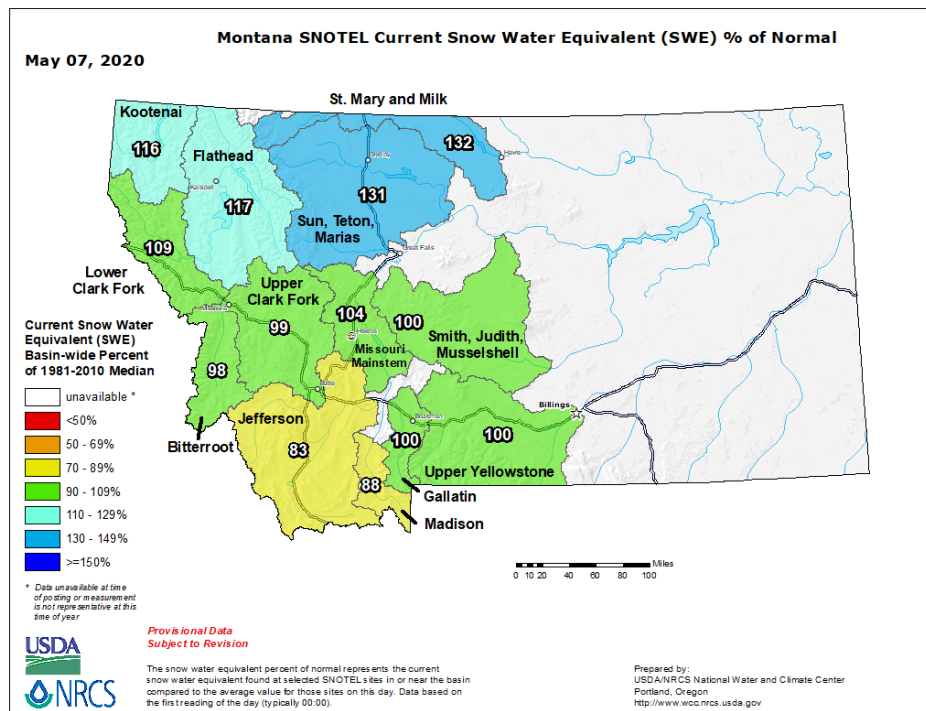 Montana SNOTEL Current Snow Water Equivalent (SWE) % of Normal
May 07, 2020
St. Mary and Milk
Kootenai
116
Flathead
Kalispell
117
Shelby
132
Havre
131
Sun, Teton,
Marias
Great Falls
109
Lower
Clark Fork
Missoula
Upper
Clark Fork
99
104
Helena
Missouri
Mainstem
100
Smith, Judith,
Musselshell
98
Bitterroot
Butte
Jefferson
83
Bozeman
100
Billings
100
Upper Yellowstone
88
Gallatin
Madison
Current Snow Water
Equivalent (SWE)
Basin-wide Percent
of 1981-2010 Median
unavailable *
<50%
50 - 69%
70 - 89%
90 - 109%
110 - 129%
130 - 149%
>=150%
* Data unavailable at time
of posting or measurement
is not representative at this
time of year
Miles
0 10 20 40 60 80 100
Provisional Data
Subject to Revision
USDA
NRCS
The snow water equivalent percent of normal represents the current
snow water equivalent found at selected SNOTEL sites in or near the basin
compared to the average value for those sites on this day. Data based on
the first reading of the day (typically 00:00).
Prepared by:
USDA/NRCS National Water and Climate Center
Portland, Oregon
http://www.wcc.nrcs.usda.gov